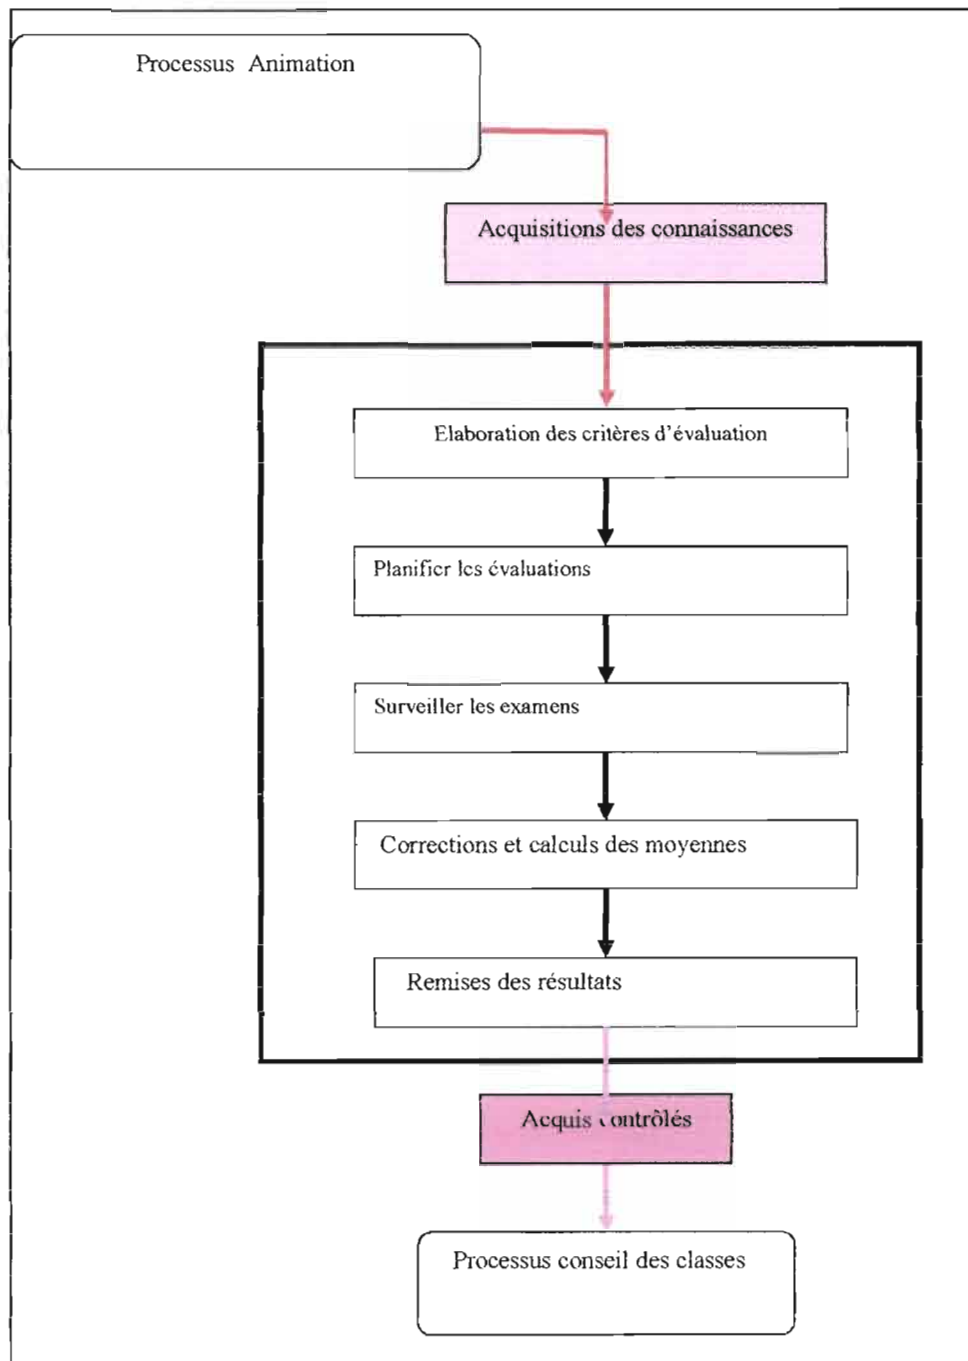 Processus Animation
Acquisitions des connaissances
Elaboration des critères d'évaluation
Planifier les évaluations
Surveiller les examens
Corrections et calculs des moyennes
Remises des résultats
Acquis contrôlés
Processus conseil des classes